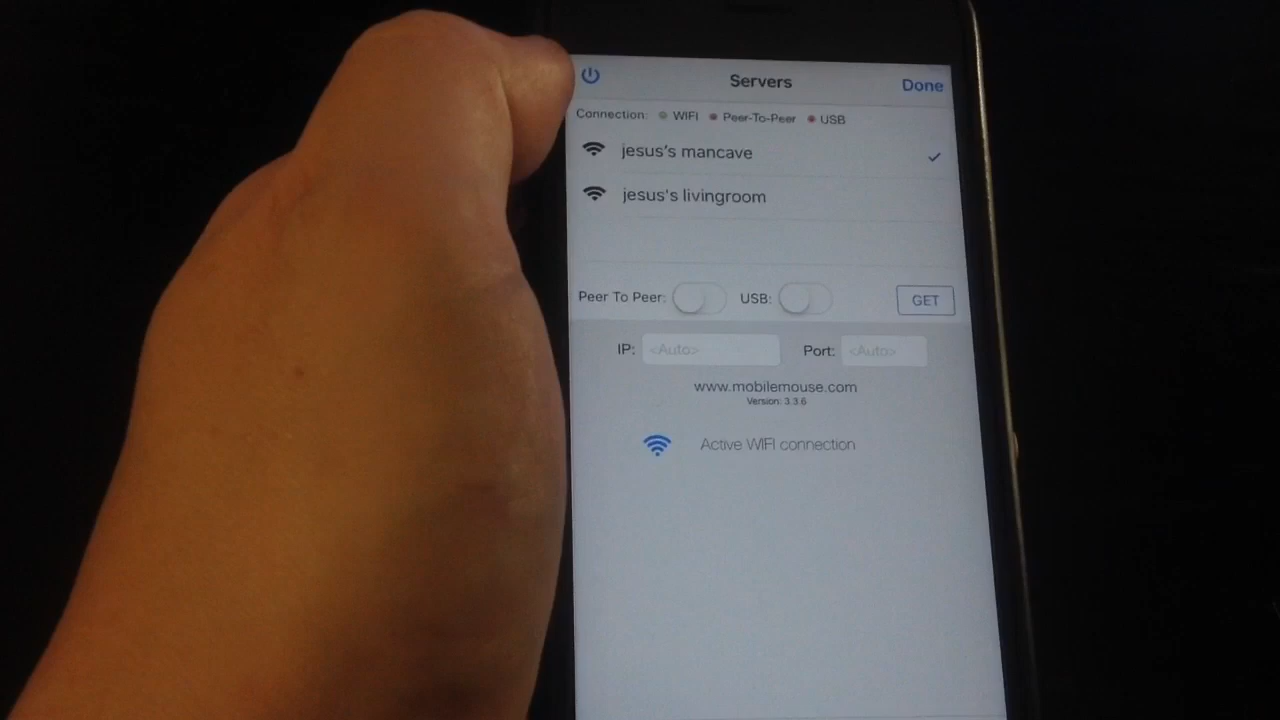 Servers Done
Connection: WIFI Peer-To-Peer USB
jesus's mancave
jesus's livingroom
Peer To Peer: USB: GET
IP: <Auto> Port: <Auto>
www.mobilemouse.com
Version: 3.3.6
Active WIFI connection